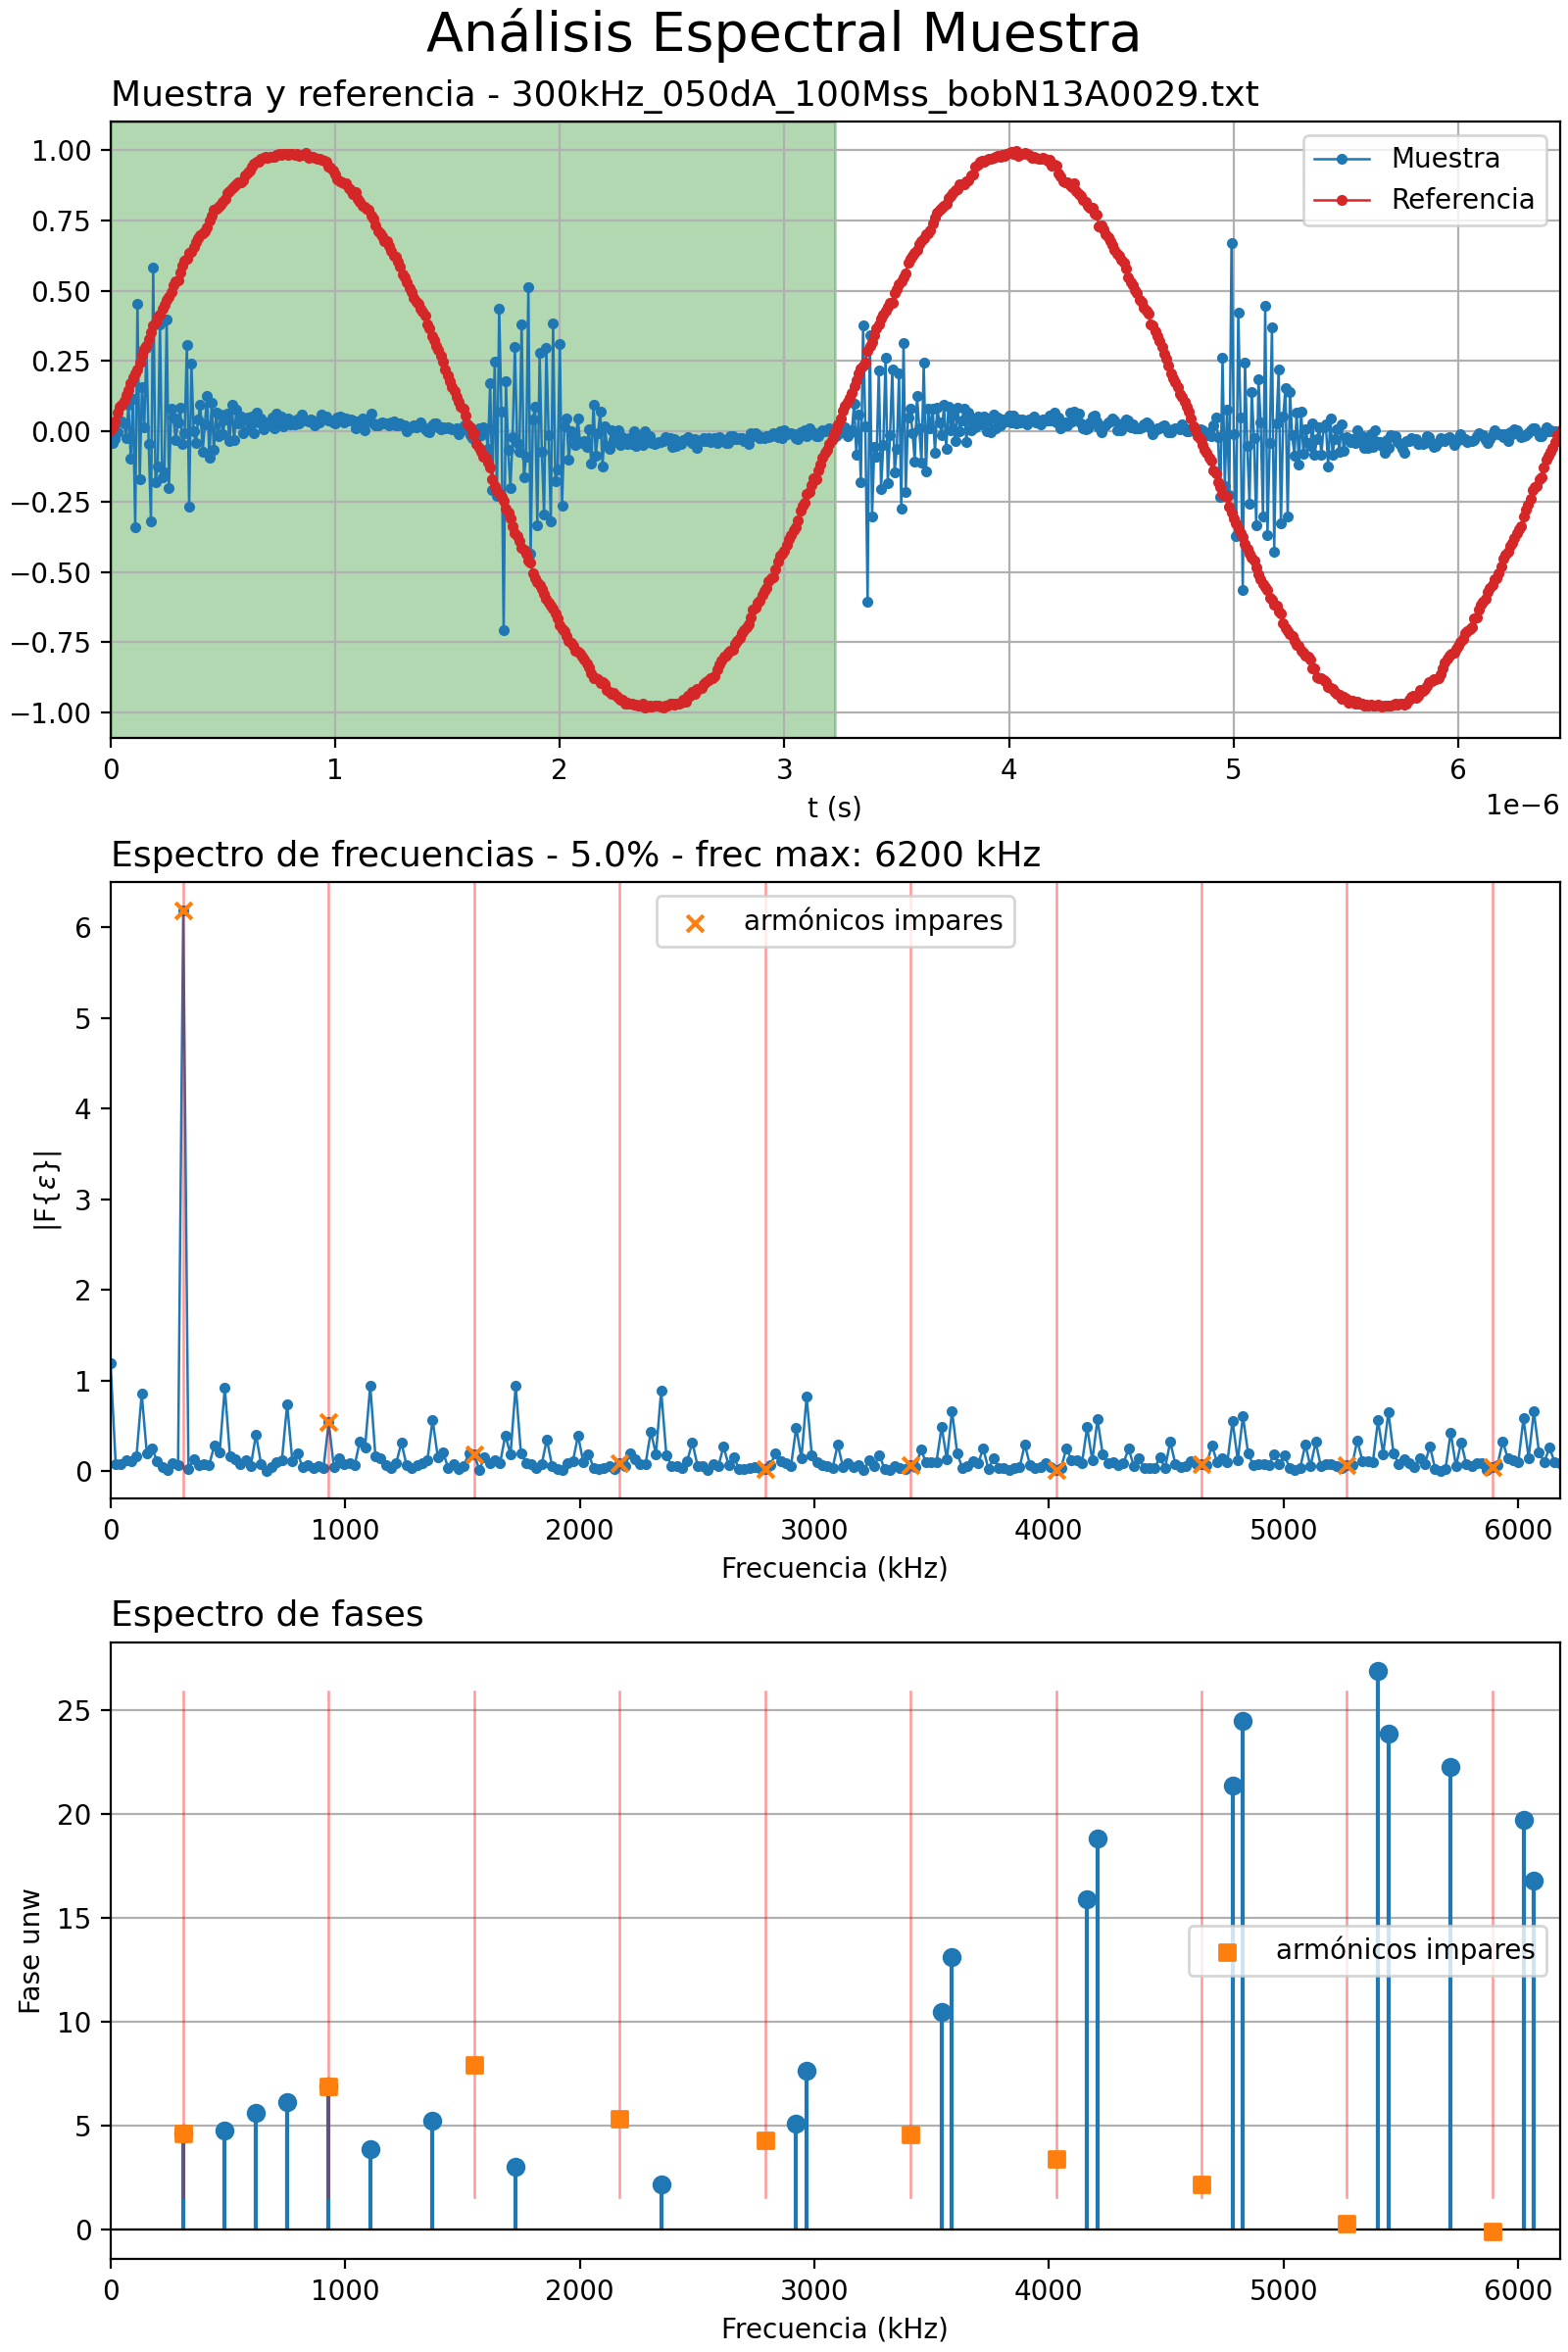 Análisis Espectral Muestra
Muestra y referencia - 300kHz_050dA_100Mss_bobN13A0029.txt
1.00
0.75
0.50
0.25
0.00
−0.25
−0.50
−0.75
−1.00
Muestra
Referencia
0 1 2 3 4 5 6
1e−6
t (s)
Espectro de frecuencias - 5.0% - frec max: 6200 kHz
armónicos impares
6
5
4
3
2
1
0
|F{ε}|
0 1000 2000 3000 4000 5000 6000
Frecuencia (kHz)
Espectro de fases
25
20
15
10
5
0
Fase unw
armónicos impares
0 1000 2000 3000 4000 5000 6000
Frecuencia (kHz)